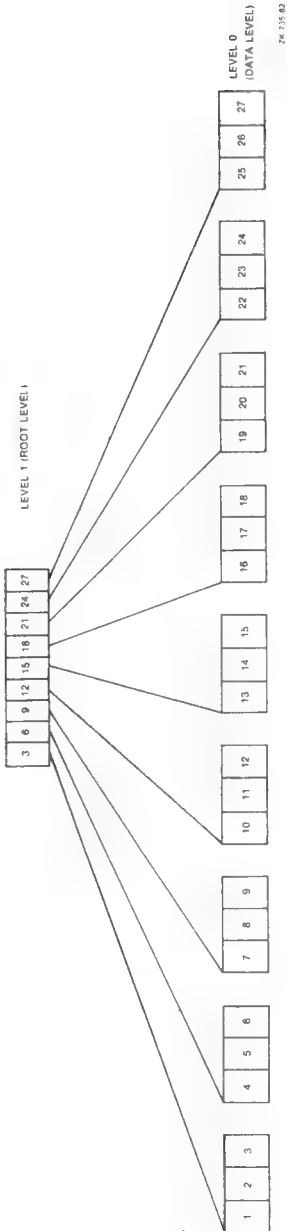 LEVEL 1 (ROOT LEVEL)
3 6 9 12 15 18 21 24 27
1 2 3 4 5 6 7 8 9 10 11 12 13 14 15 16 17 18 19 20 21 22 23 24 25 26 27
LEVEL 0
(DATA LEVEL)
ZK 735 82